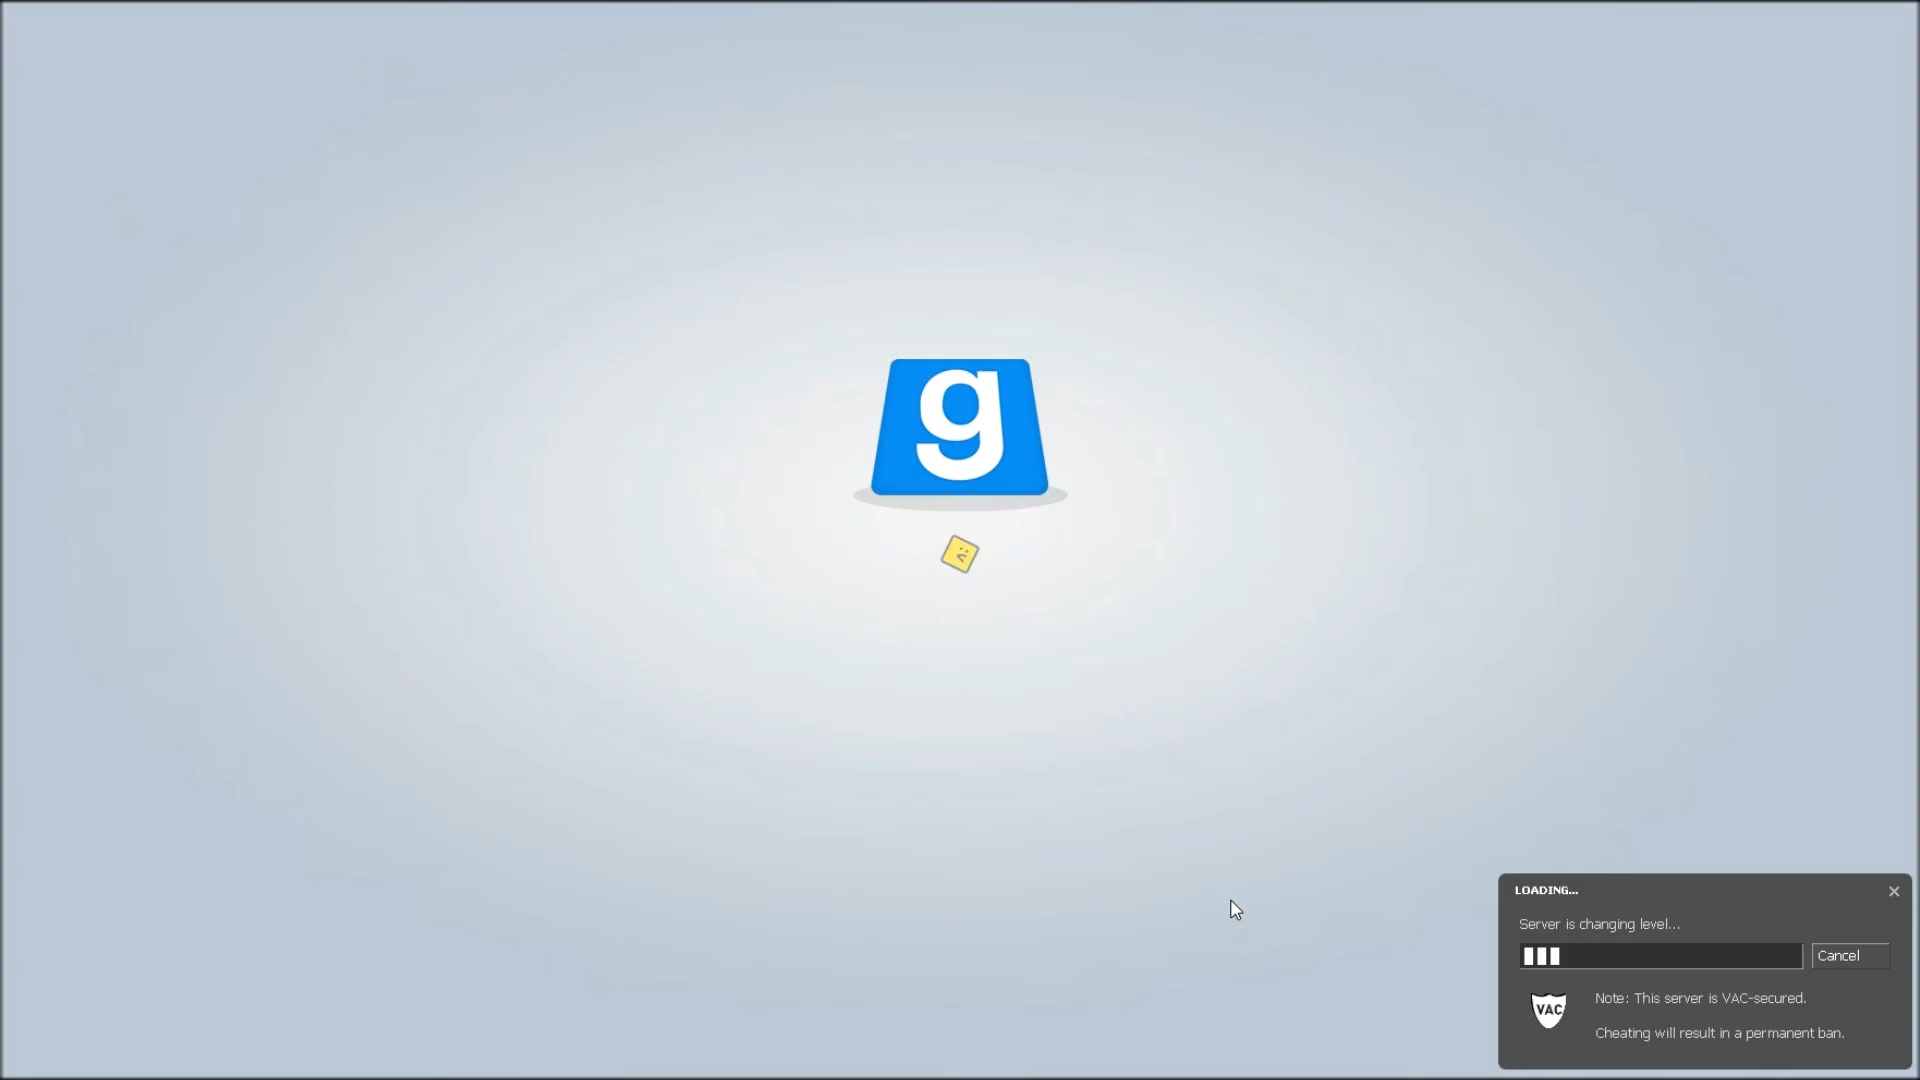 g
LOADING...
Server is changing level...
Cancel
VAC
Note: This server is VAC-secured.
Cheating will result in a permanent ban.